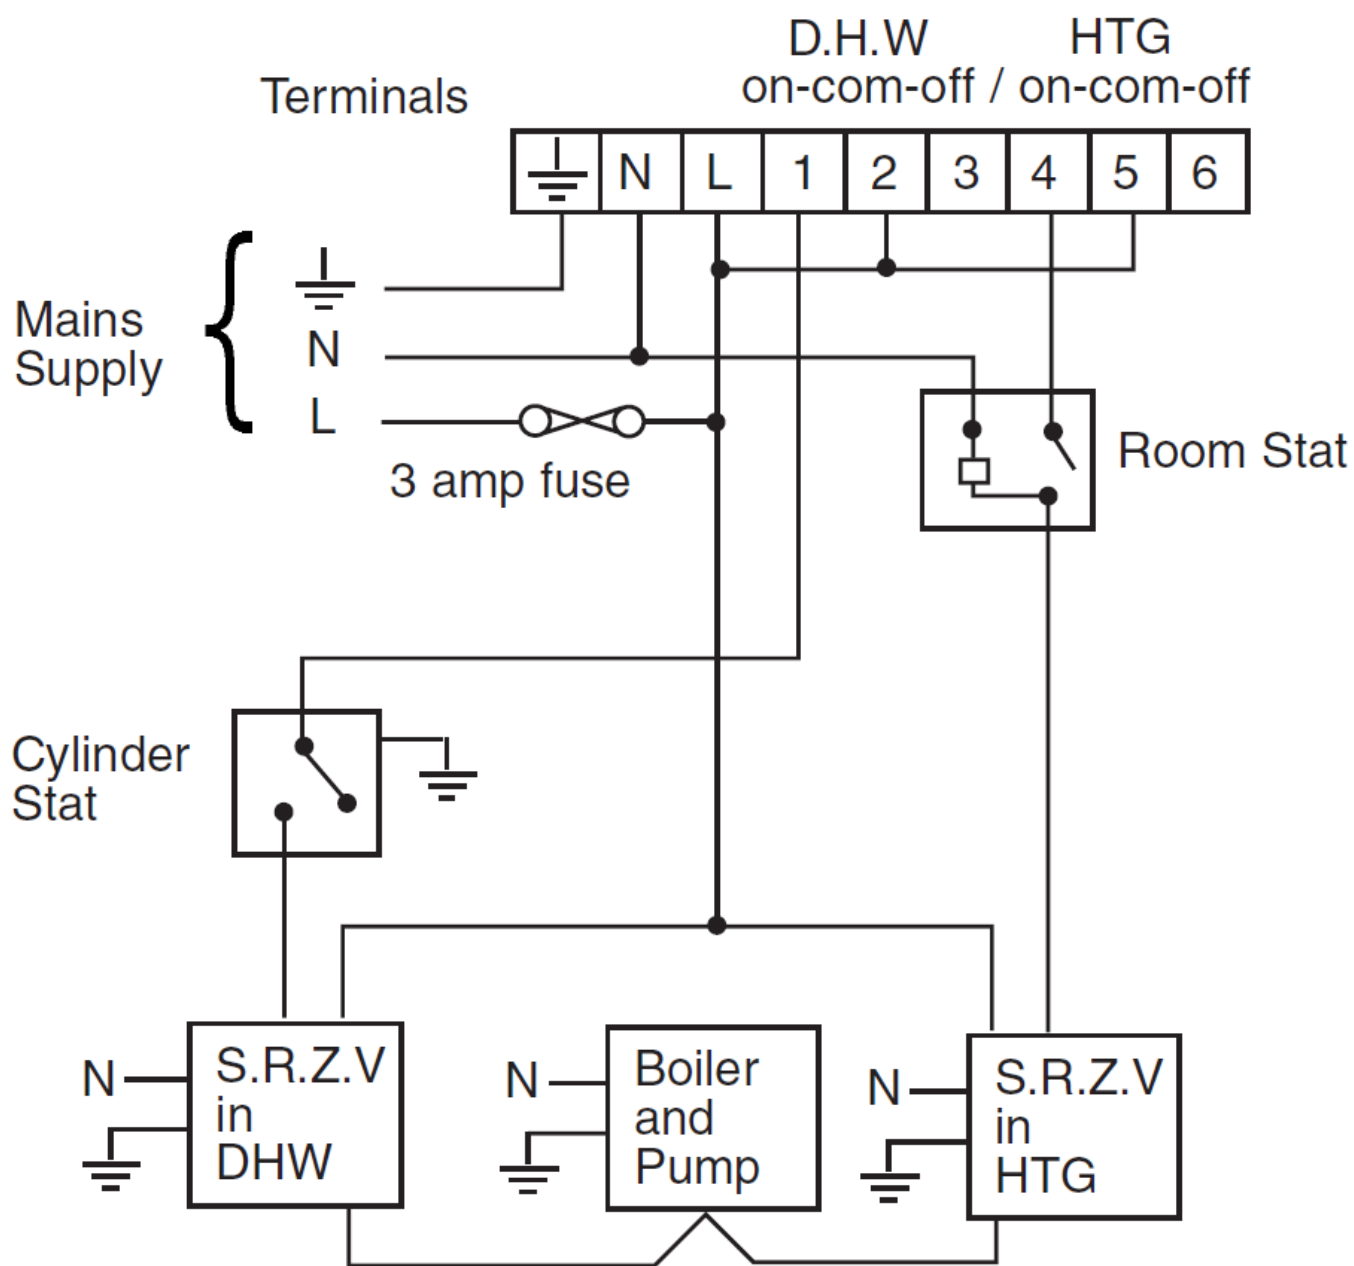 D.H.W HTG
on-com-off / on-com-off
Terminals
N L 1 2 3 4 5 6
Mains
Supply
N
L
3 amp fuse
Room Stat
Cylinder
Stat
N
S.R.Z.V
in
DHW
N
Boiler
and
Pump
N
S.R.Z.V
in
HTG